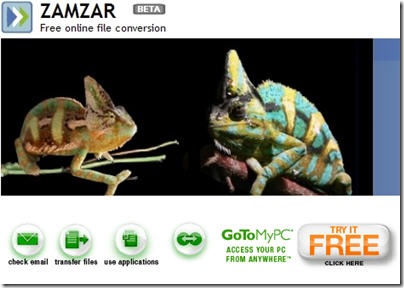 ZAMZAR BETA
Free online file conversion
check email
transfer files
use applications
GoToMyPC
ACCESS YOUR PC
FROM ANYWHERE™
TRY IT
FREE
CLICK HERE